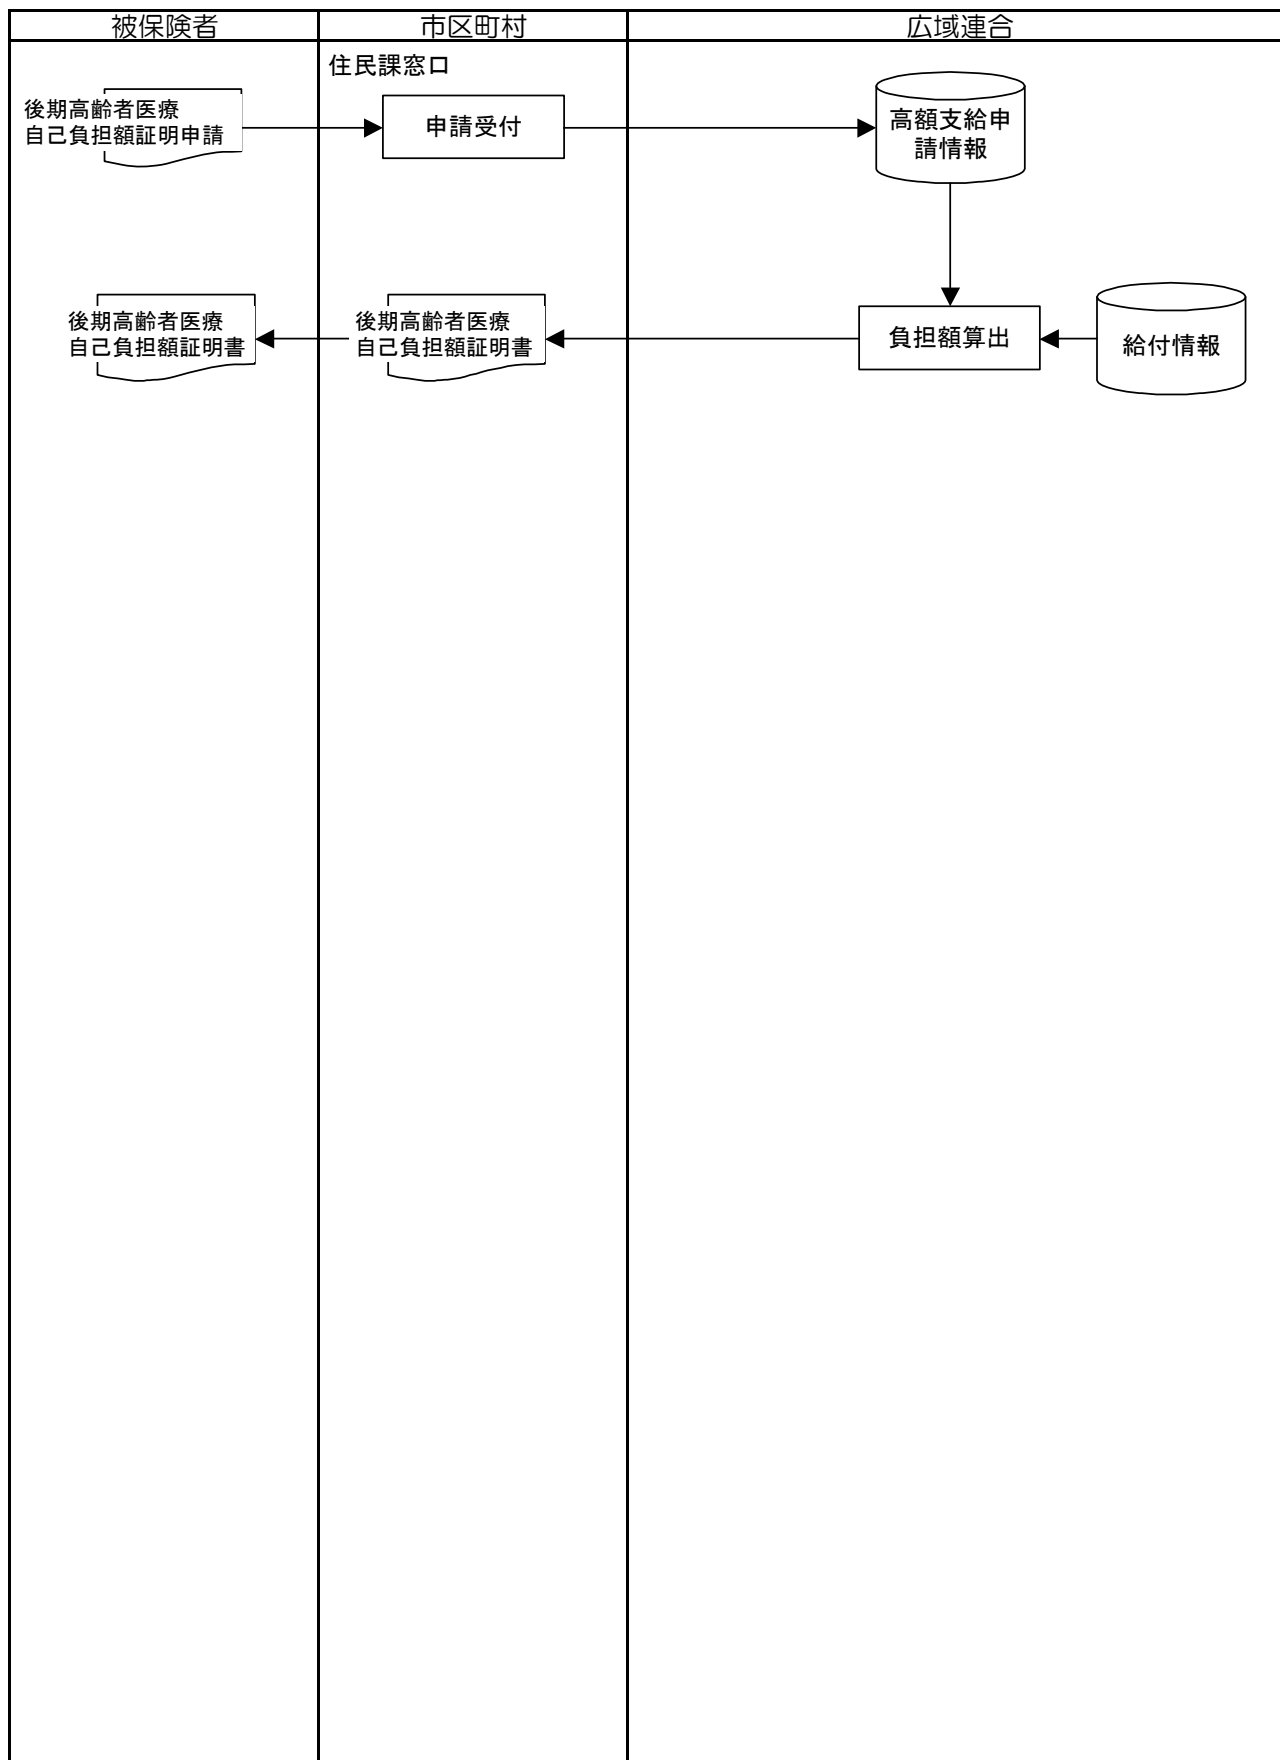 被保険者
市区町村
広域連合
住民課窓口
後期高齢者医療
自己負担額証明申請
申請受付
高額支給申
請情報
後期高齢者医療
自己負担額証明書
後期高齢者医療
自己負担額証明書
負担額算出
給付情報